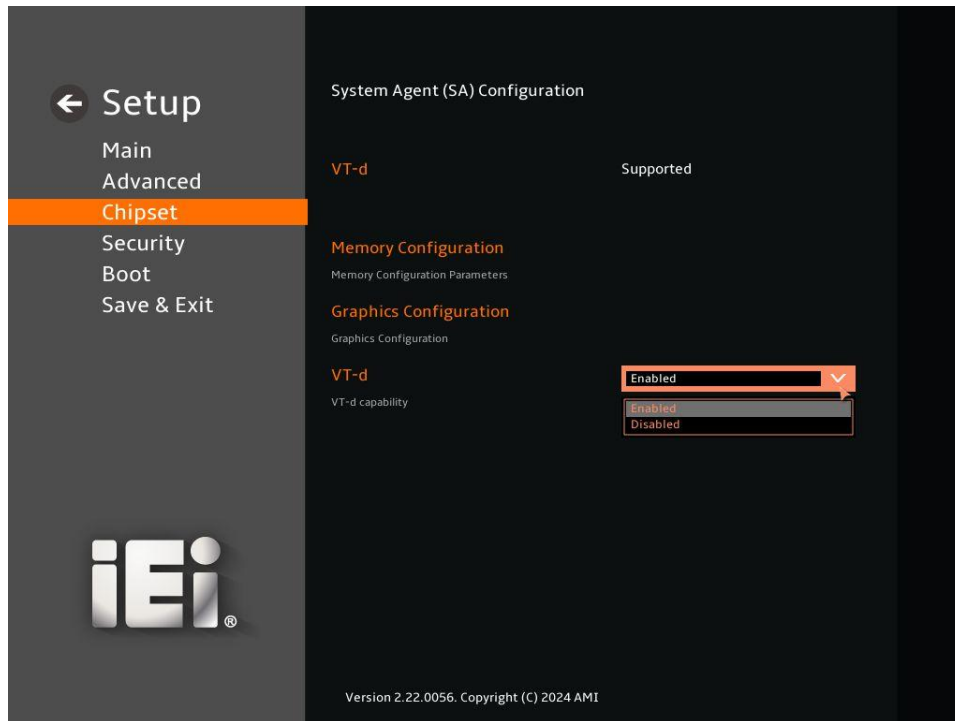 Setup
Main
Advanced
Chipset
Security
Boot
Save & Exit
iEi®
System Agent (SA) Configuration
VT-d Supported
Memory Configuration
Memory Configuration Parameters
Graphics Configuration
Graphics Configuration
VT-d Enabled
VT-d capability
Enabled
Disabled
Version 2.22.0056. Copyright (C) 2024 AMI